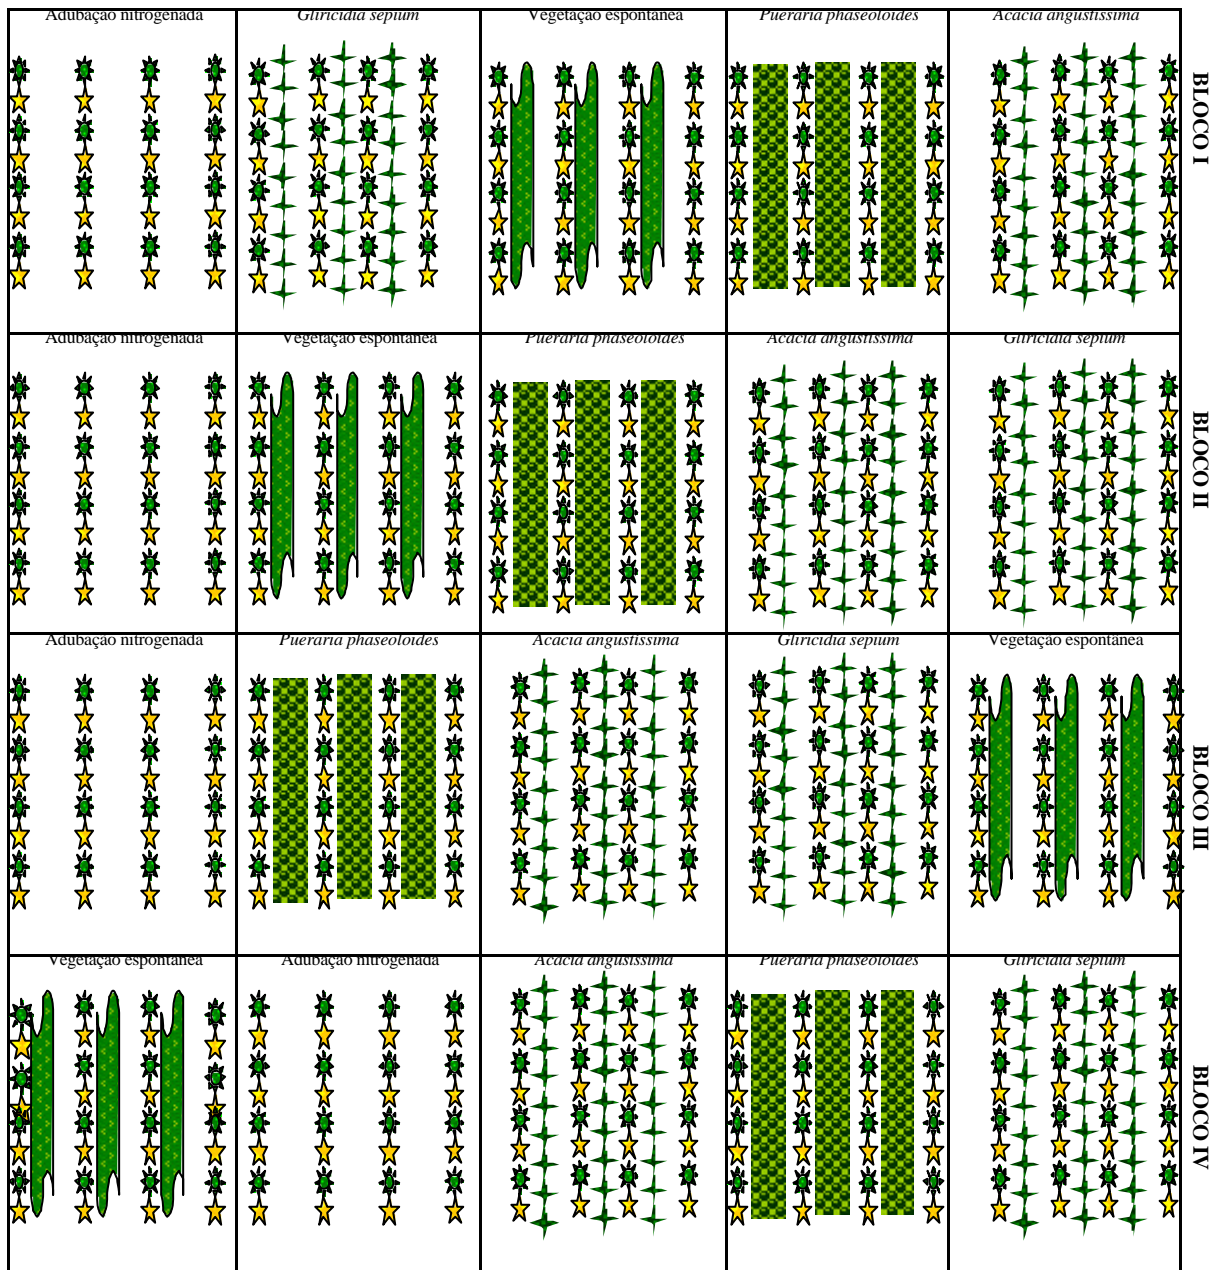 Adubação nitrogenada
Gliricidia sepium
Vegetação espontânea
Pueraria phaseoloides
Acacia angustissima
BLOCO I
Adubação nitrogenada
Vegetação espontânea
Pueraria phaseoloides
Acacia angustissima
Gliricidia sepium
BLOCO II
Adubação nitrogenada
Pueraria phaseoloides
Acacia angustissima
Gliricidia sepium
Vegetação espontânea
BLOCO III
Vegetação espontânea
Adubação nitrogenada
Acacia angustissima
Pueraria phaseoloides
Gliricidia sepium
BLOCO IV